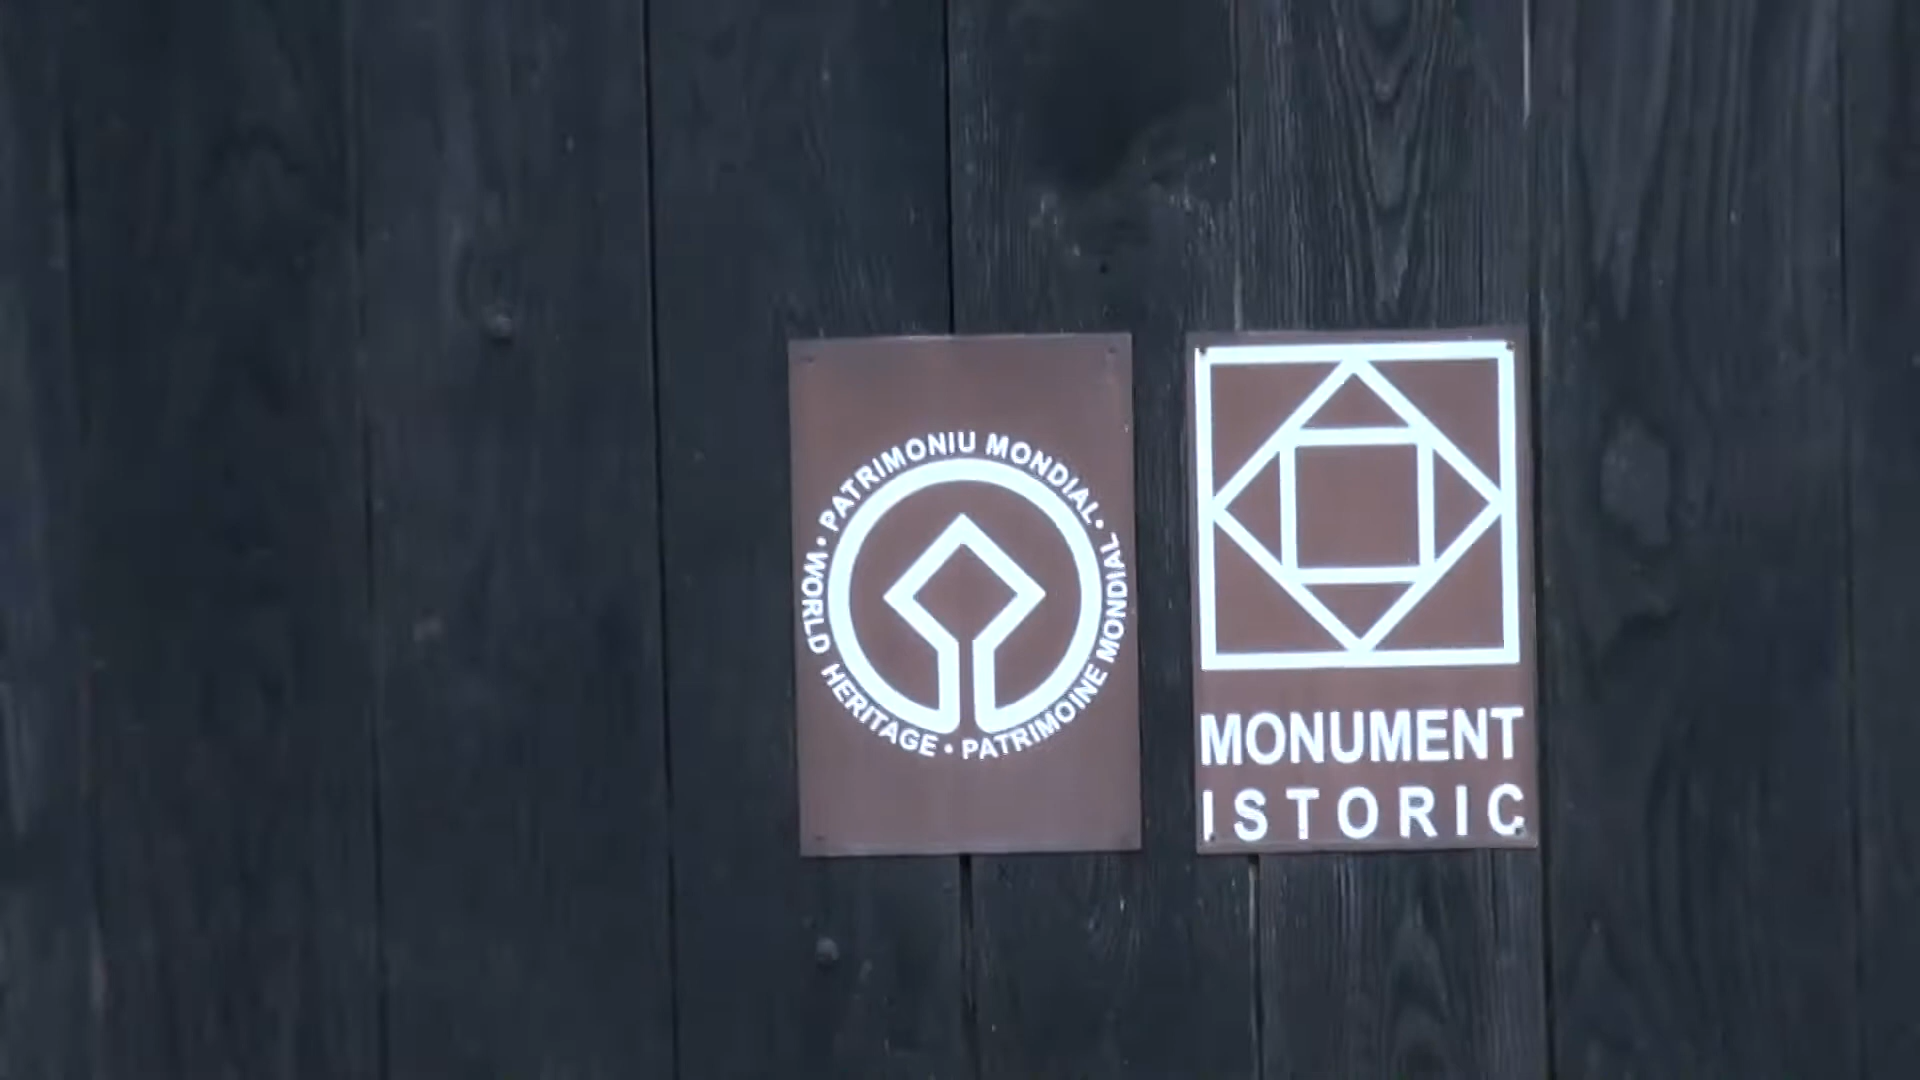 • PATRIMONIU MONDIAL • PATRIMOINE MONDIAL • WORLD HERITAGE
MONUMENT
ISTORIC